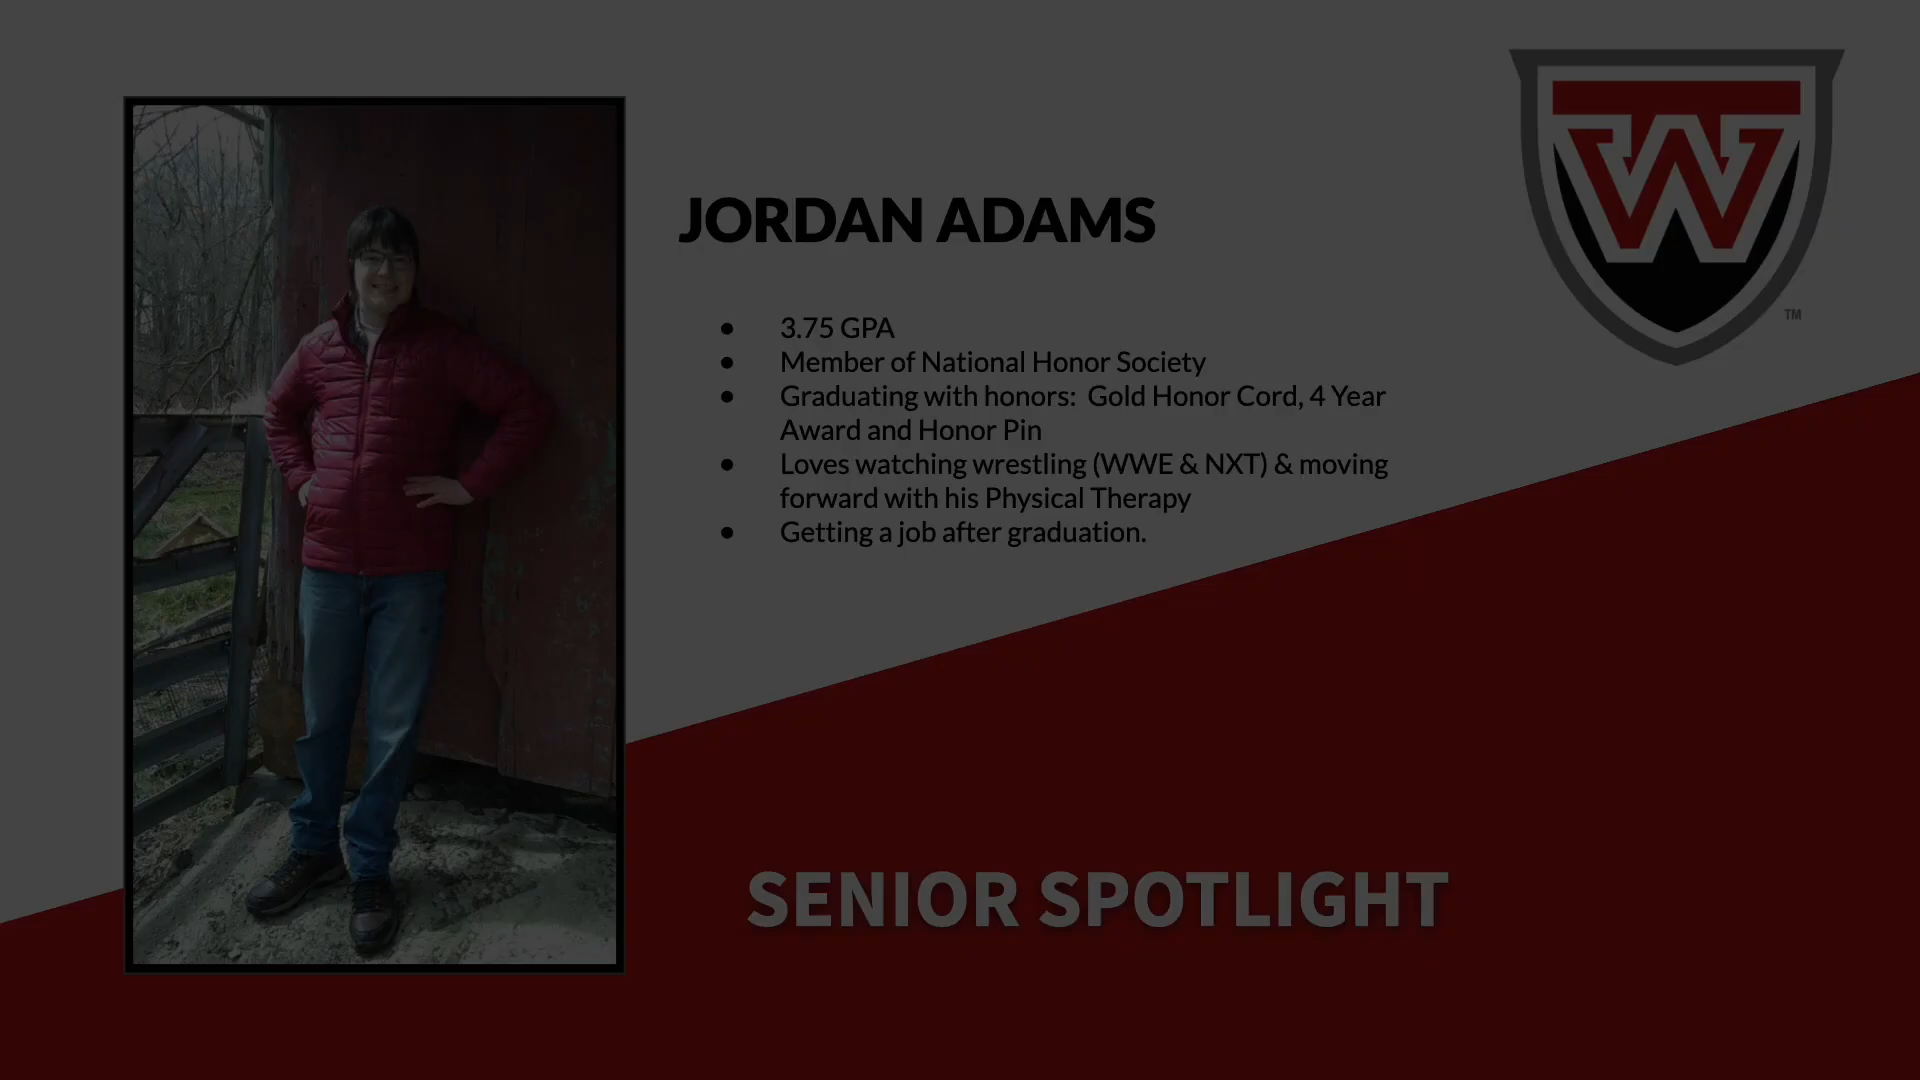 JORDAN ADAMS
W
TM
• 3.75 GPA
• Member of National Honor Society
• Graduating with honors:  Gold Honor Cord, 4 Year
Award and Honor Pin
• Loves watching wrestling (WWE & NXT) & moving
forward with his Physical Therapy
• Getting a job after graduation.
SENIOR SPOTLIGHT